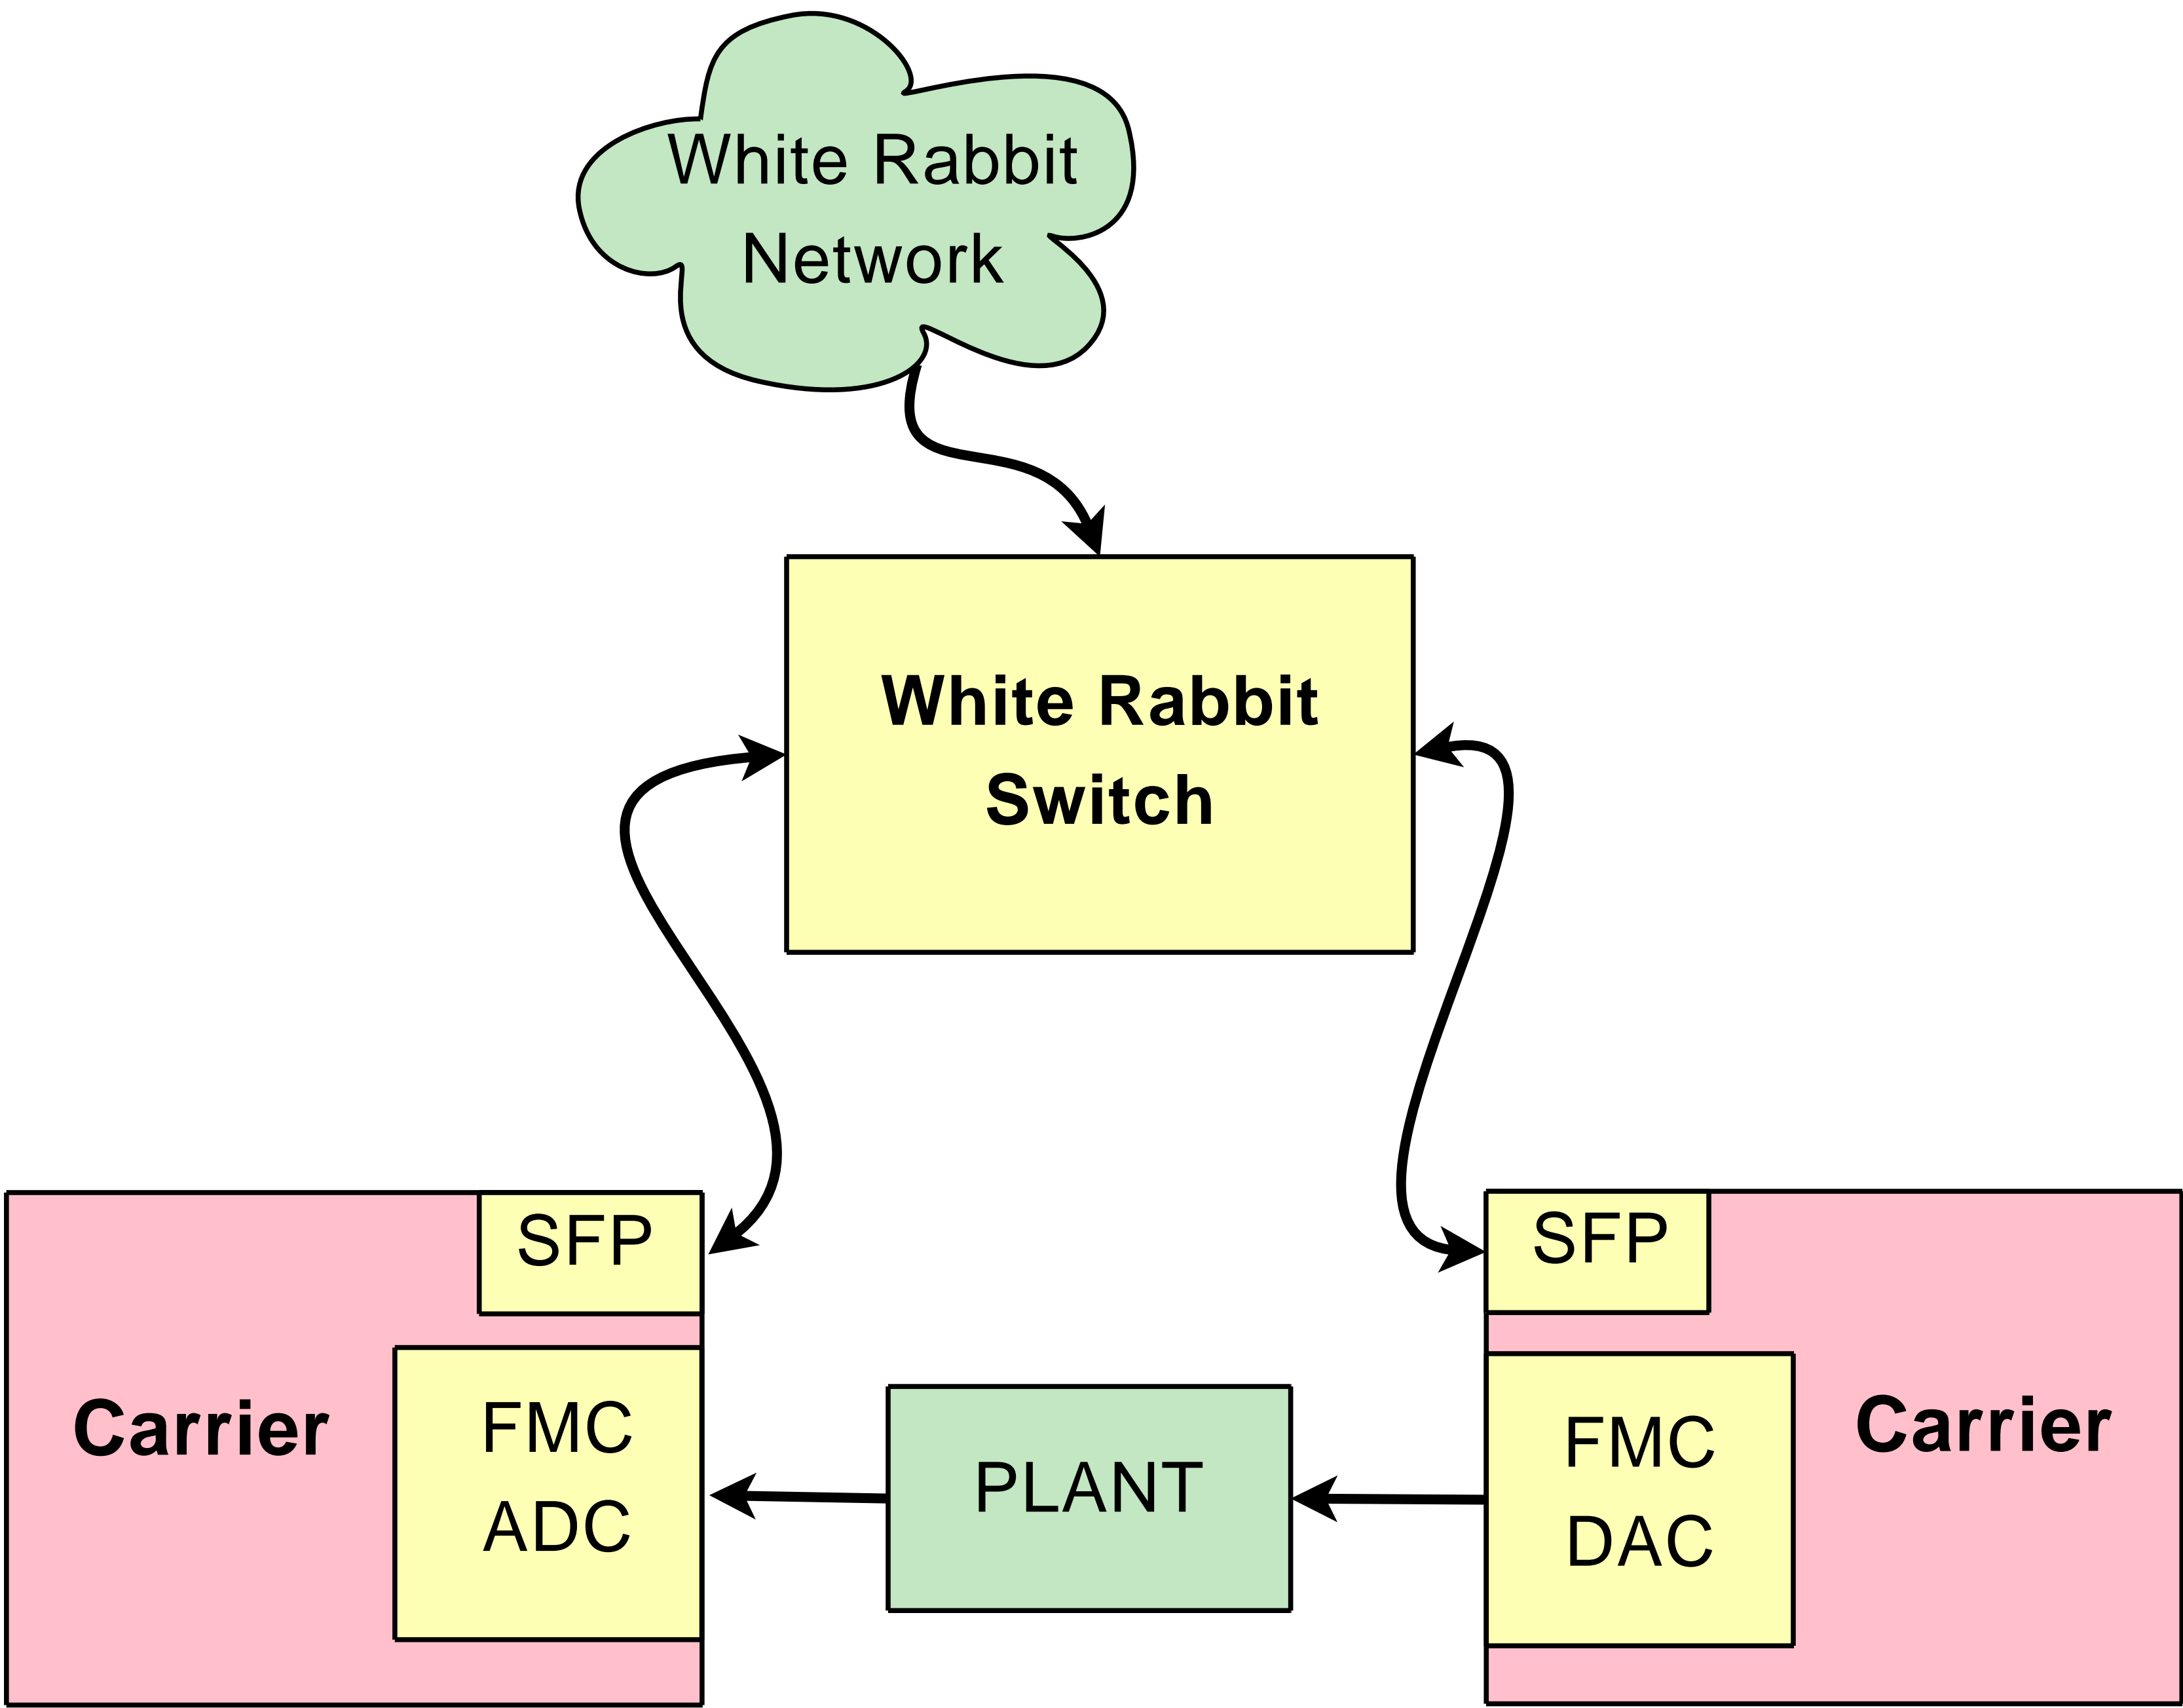 White Rabbit
Network
White Rabbit
Switch
SFP
SFP
Carrier
FMC
ADC
PLANT
FMC
DAC
Carrier